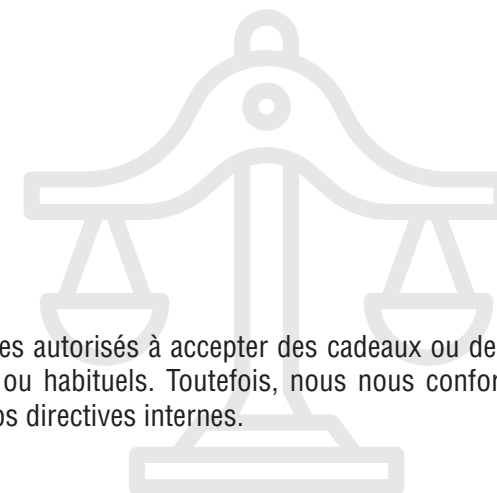 es autorisés à accepter des cadeaux ou de
ou habituels. Toutefois, nous nous confor
os directives internes.